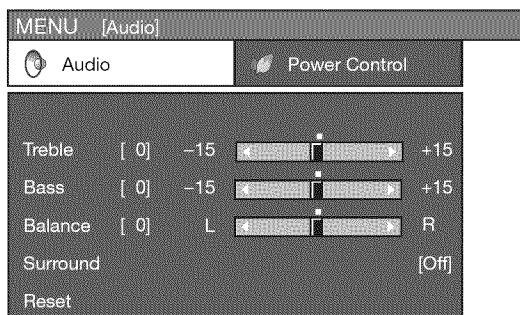 MENU [Audio]
Audio Power Control
Treble [ 0] −15 +15
Bass [ 0] −15 +15
Balance [ 0] L R
Surround [Off]
Reset